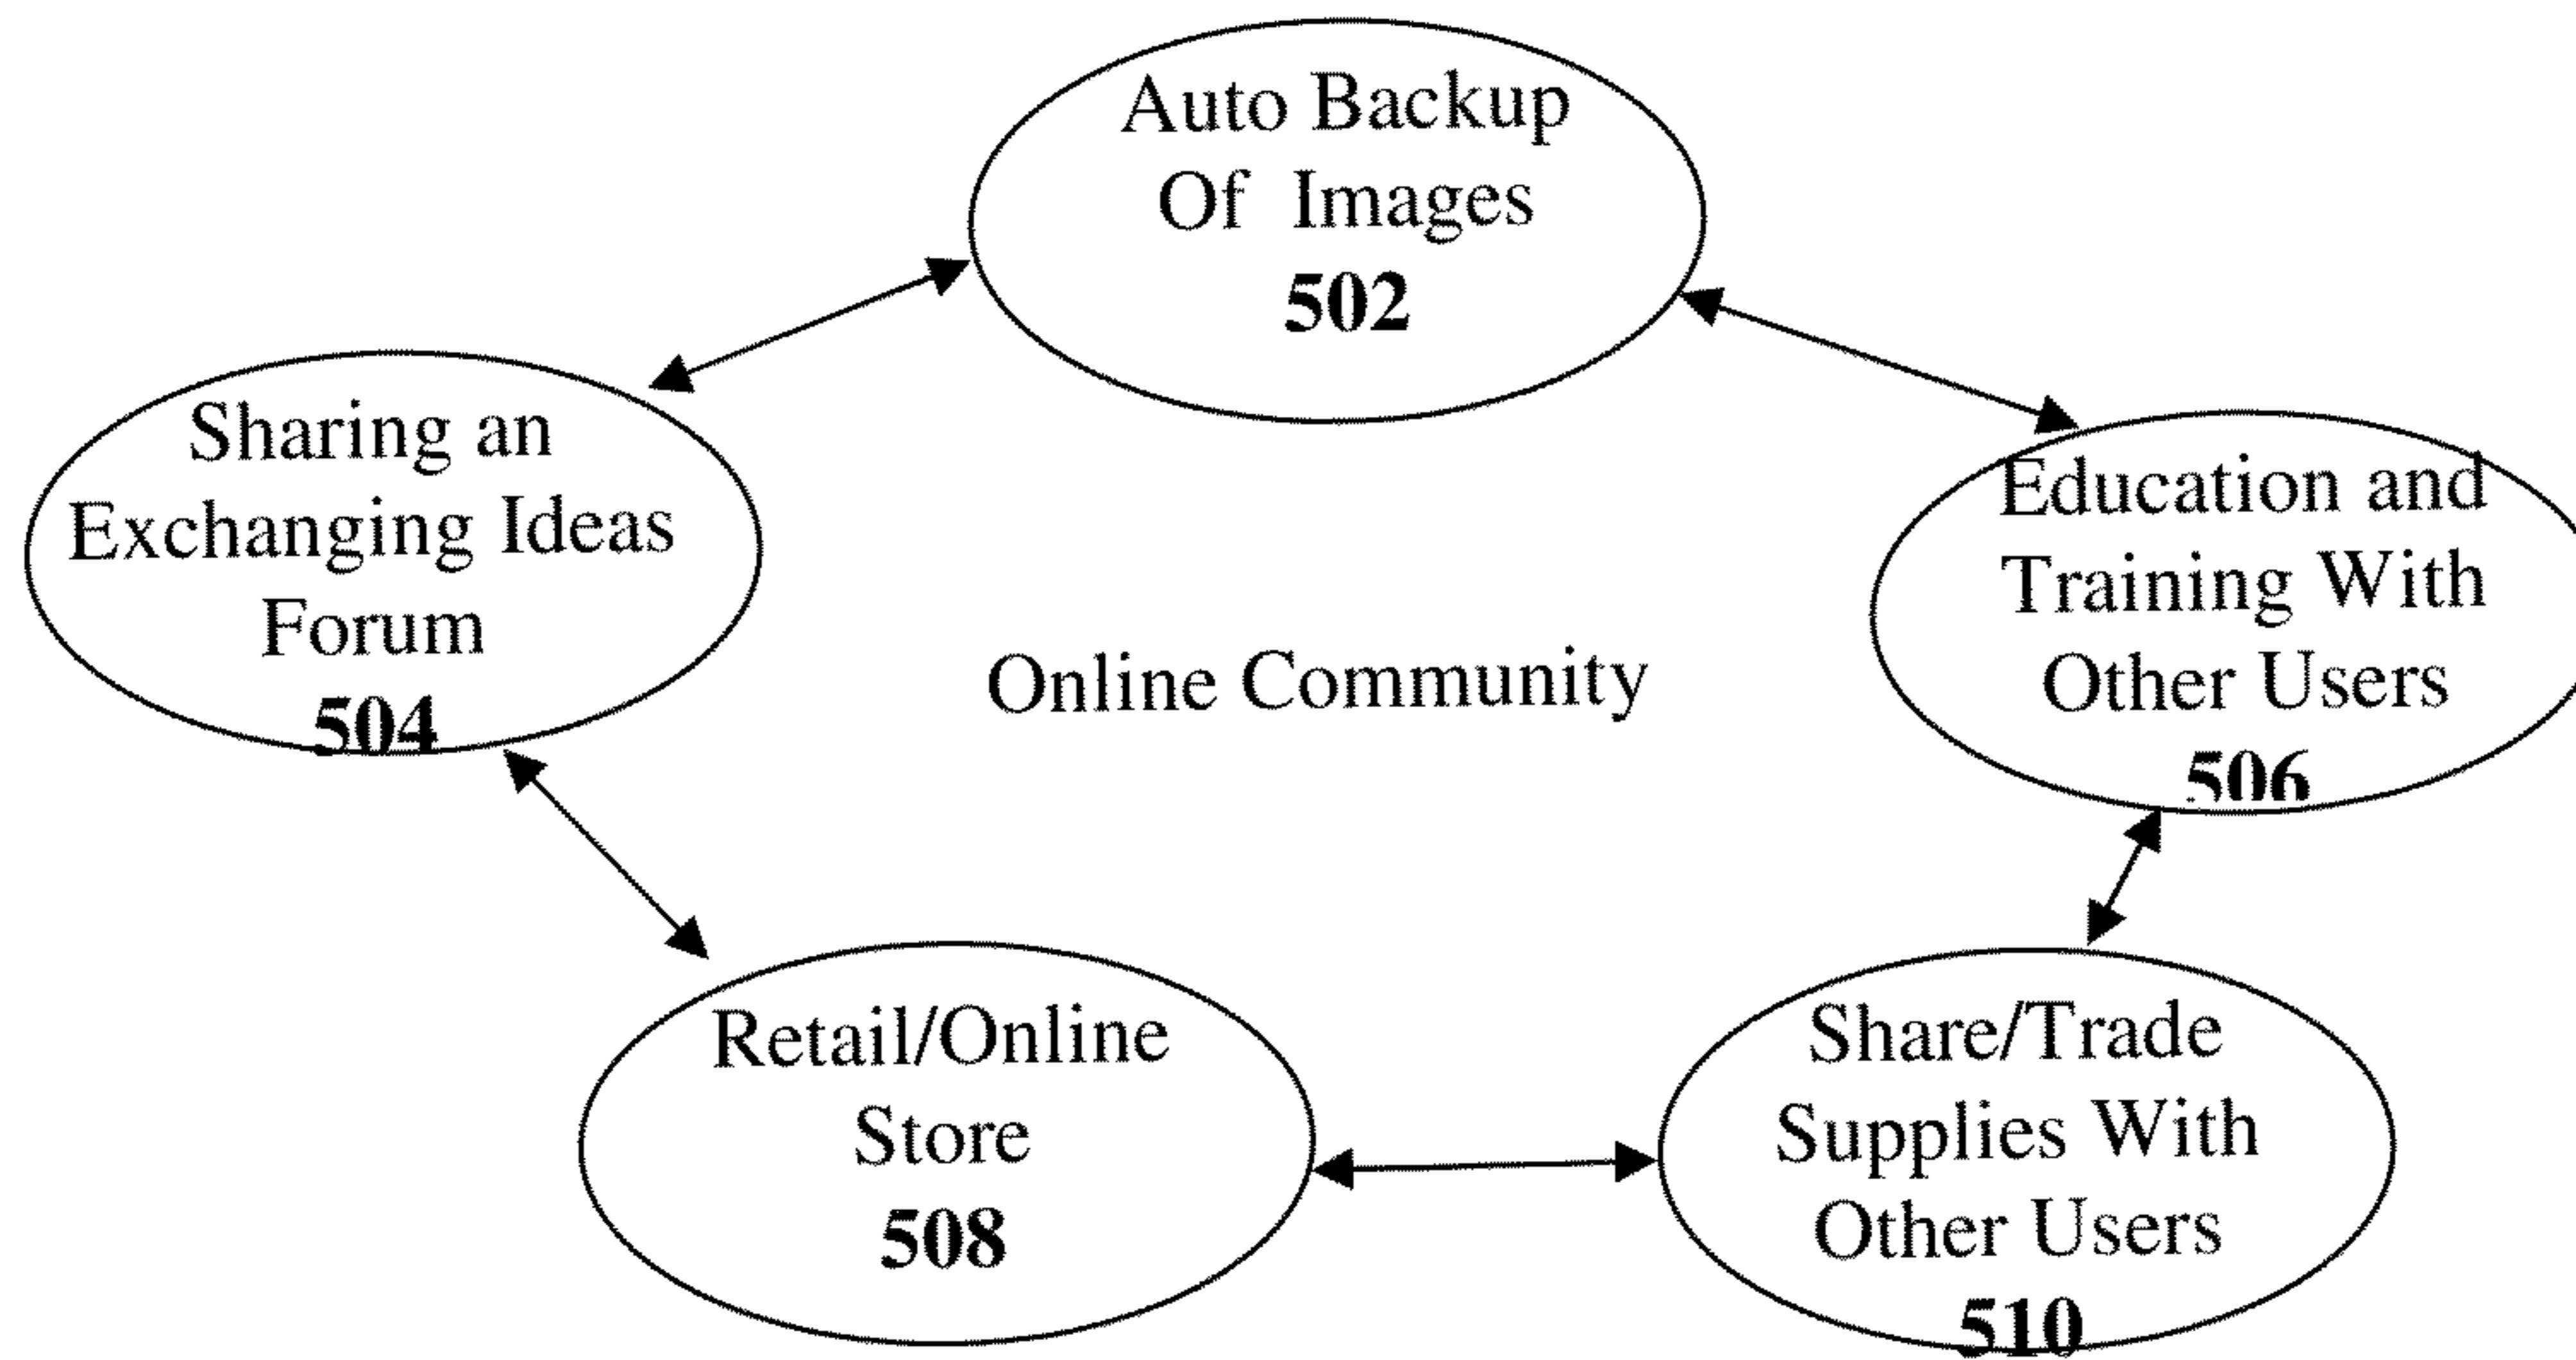 Auto Backup
Of Images
502
Sharing an
Exchanging Ideas
Forum
504
Education and
Training With
Other Users
506
Online Community
Retail/Online
Store
508
Share/Trade
Supplies With
Other Users
510